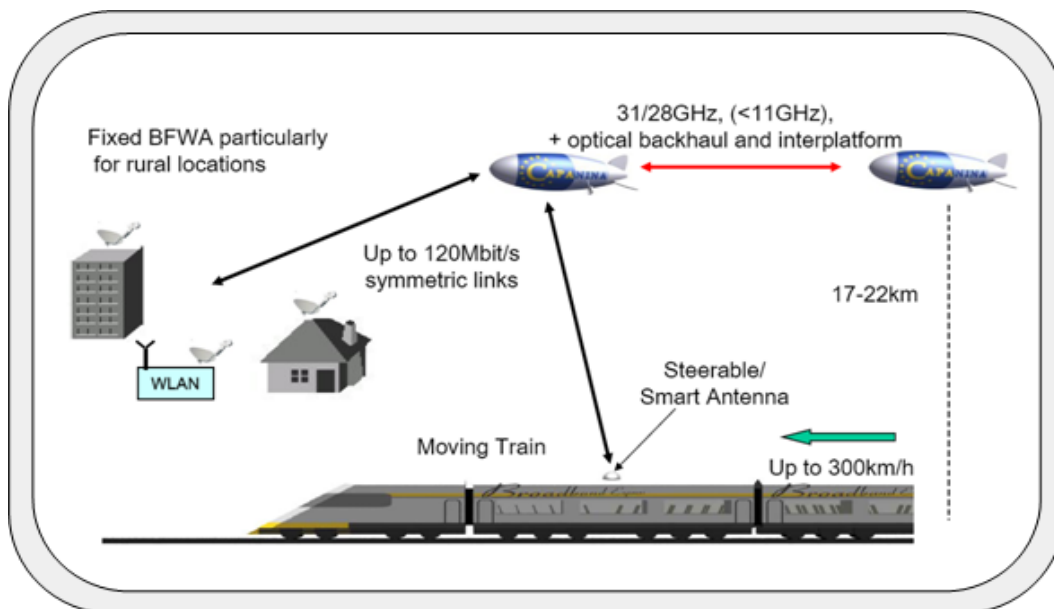 31/28GHz, (<11GHz),
+ optical backhaul and interplatform
Fixed BFWA particularly
for rural locations
CAPANINA
CAPANINA
Up to 120Mbit/s
symmetric links
17-22km
WLAN
Steerable/
Smart Antenna
Moving Train
Up to 300km/h
Broadband